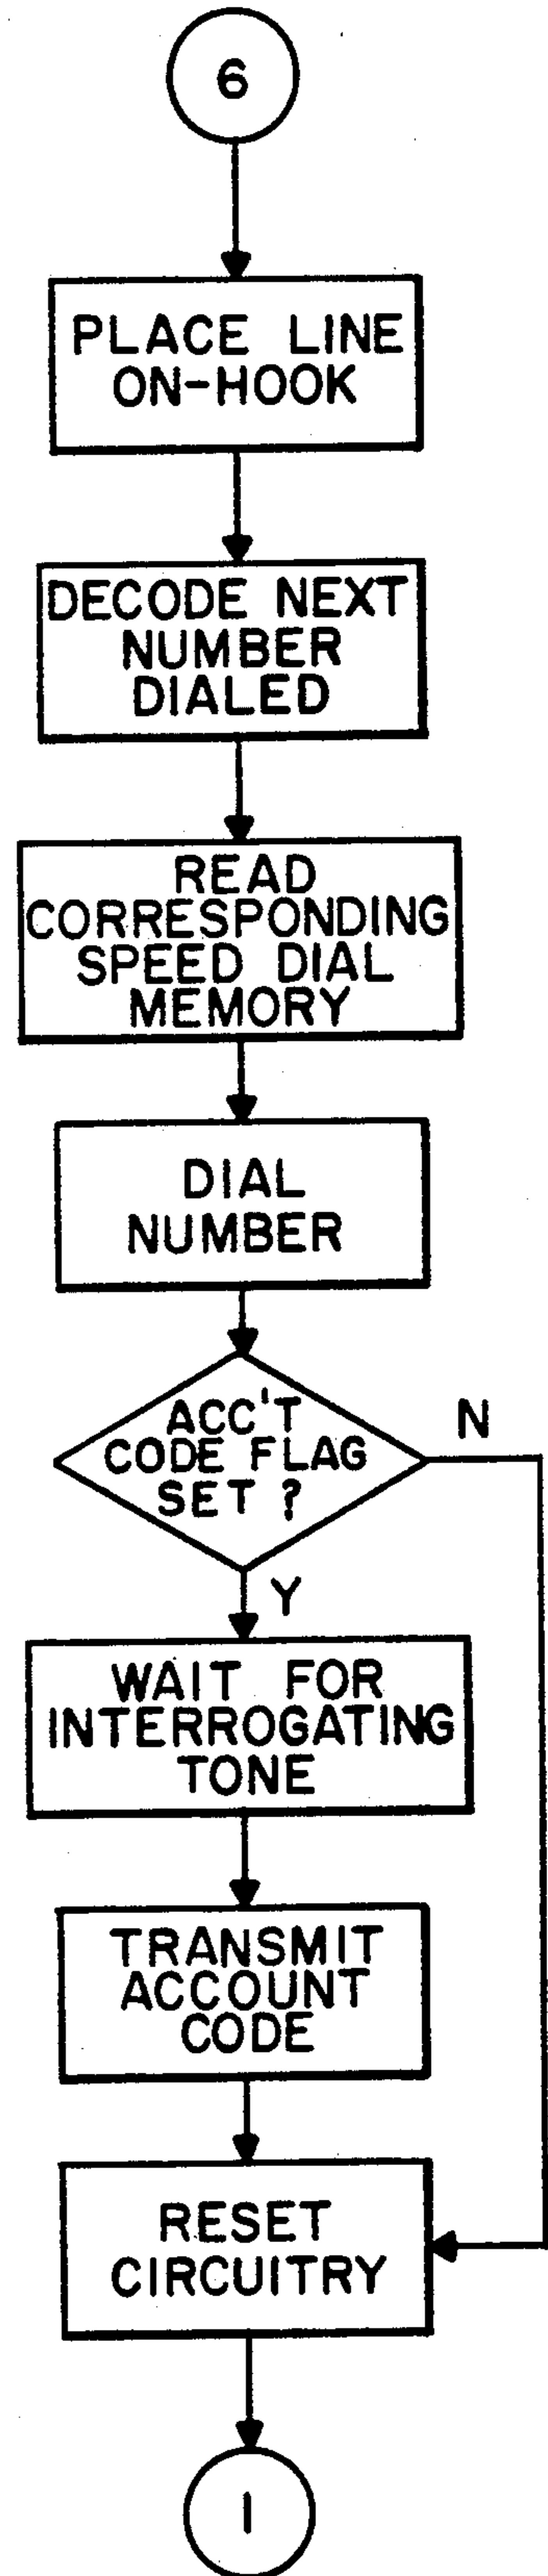 6
PLACE LINE
ON-HOOK
DECODE NEXT
NUMBER
DIALED
READ
CORRESPONDING
SPEED DIAL
MEMORY
DIAL
NUMBER
ACC'T
CODE FLAG
SET ?
N
Y
WAIT FOR
INTERROGATING
TONE
TRANSMIT
ACCOUNT
CODE
RESET
CIRCUITRY
1